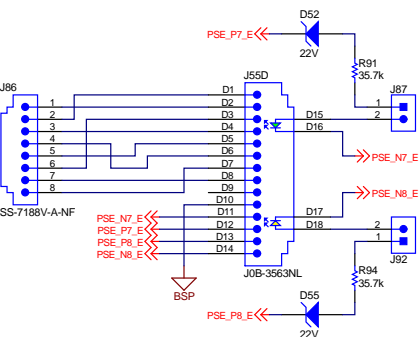 D52
PSE_P7_E
22V
R91
35.7k
J86
J55D
J87
D1
1
D2
1
2
D3
D15
2
3
D4
D16
4
D5
5
D6
PSE_N7_E
6
D7
7
D8
8
D9
PSE_N8_E
SS-7188V-A-NF
D10
PSE_N7_E
D11
D17
PSE_P7_E
D12
D18
2
PSE_P8_E
D13
1
PSE_N8_E
D14
J92
J0B-3563NL
R94
35.7k
BSP
D55
PSE_P8_E
22V